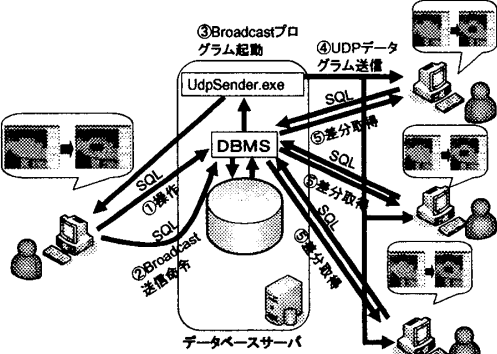 ③Broadcastプロ
グラム起動
④UDPデータ
グラム送信
UdpSender.exe
SQL
⑤差分取得
DBMS
SQL
⑤差分取得
SQL
①操作
SQL
②Broadcast
送信命令
SQL
⑤差分取得
データベースサーバ